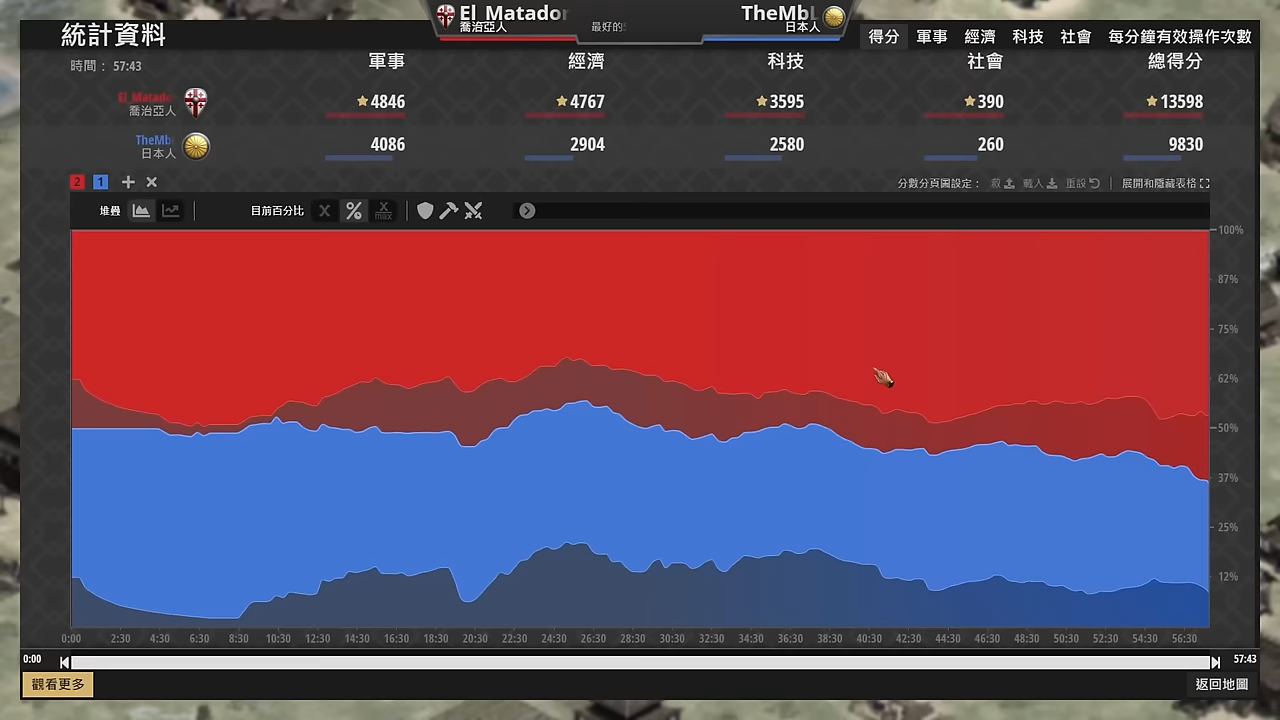 El_Matador TheMbL
喬治亞人 最好的 日本人
統計資料 得分 軍事 經濟 科技 社會 每分鐘有效操作次數
時間： 57:43 軍事 經濟 科技 社會 總得分
El_Matador 4846 4767 3595 390 13598
喬治亞人
TheMb 4086 2904 2580 260 9830
日本人
2 1 分數分頁圖設定： 救 載入 重設 展開和隱藏表格
堆疊 目前百分比 X % X max
100%
87%
75%
62%
50%
37%
25%
12%
0:00 2:30 4:30 6:30 8:30 10:30 12:30 14:30 16:30 18:30 20:30 22:30 24:30 26:30 28:30 30:30 32:30 34:30 36:30 38:30 40:30 42:30 44:30 46:30 48:30 50:30 52:30 54:30 56:30
0:00 57:43
觀看更多 返回地圖